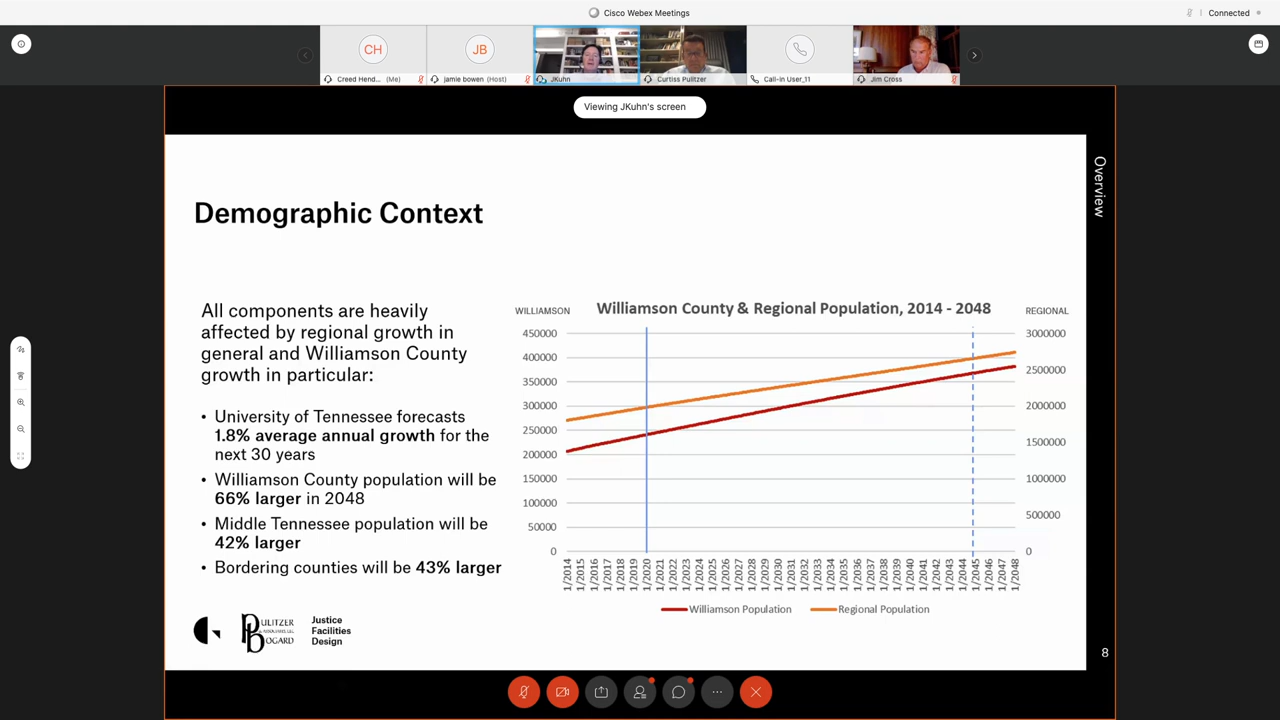 Cisco Webex Meetings
Connected
CH
JB
Creed Hend... (Me)
jamie bowen (Host)
JKuhn
Curtiss Pulitzer
Call-in User_11
Jim Cross
Viewing JKuhn's screen
Overview
Demographic Context
All components are heavily
affected by regional growth in
general and Williamson County
growth in particular:
• University of Tennessee forecasts
1.8% average annual growth for the
next 30 years
• Williamson County population will be
66% larger in 2048
• Middle Tennessee population will be
42% larger
• Bordering counties will be 43% larger
WILLIAMSON
Williamson County & Regional Population, 2014 - 2048
REGIONAL
450000
400000
350000
300000
250000
200000
150000
100000
50000
0
3000000
2500000
2000000
1500000
1000000
500000
0
1/2014
1/2015
1/2016
1/2017
1/2018
1/2019
1/2020
1/2021
1/2022
1/2023
1/2024
1/2025
1/2026
1/2027
1/2028
1/2029
1/2030
1/2031
1/2032
1/2033
1/2034
1/2035
1/2036
1/2037
1/2038
1/2039
1/2040
1/2041
1/2042
1/2043
1/2044
1/2045
1/2046
1/2047
1/2048
Williamson Population
Regional Population
PULITZER
& ASSOCIATES, LLC
BOGARD
Justice
Facilities
Design
8